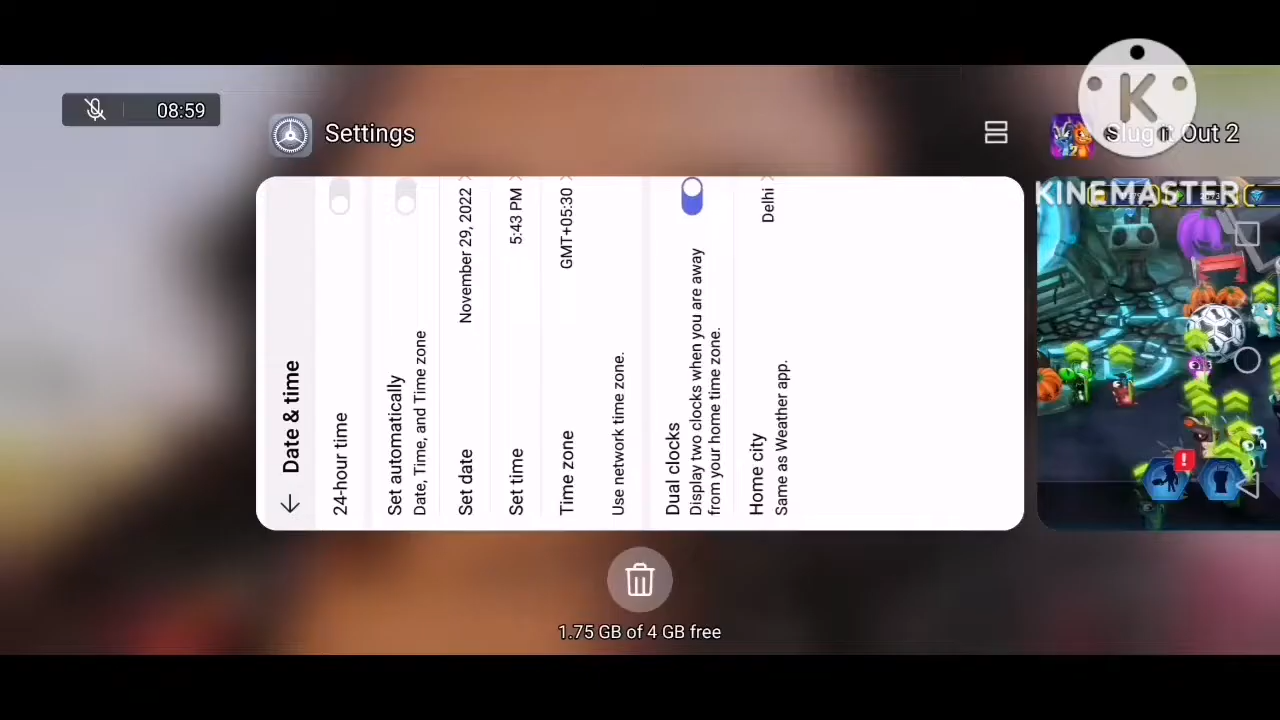 08:59
Settings
Slug it Out 2
KINEMASTER
Date & time
24-hour time
Set automatically
Date, Time, and Time zone
Set date
November 29, 2022
Set time
5:43 PM
Time zone
GMT+05:30
Use network time zone.
Dual clocks
Display two clocks when you are away
from your home time zone.
Home city
Same as Weather app.
Delhi
1.75 GB of 4 GB free